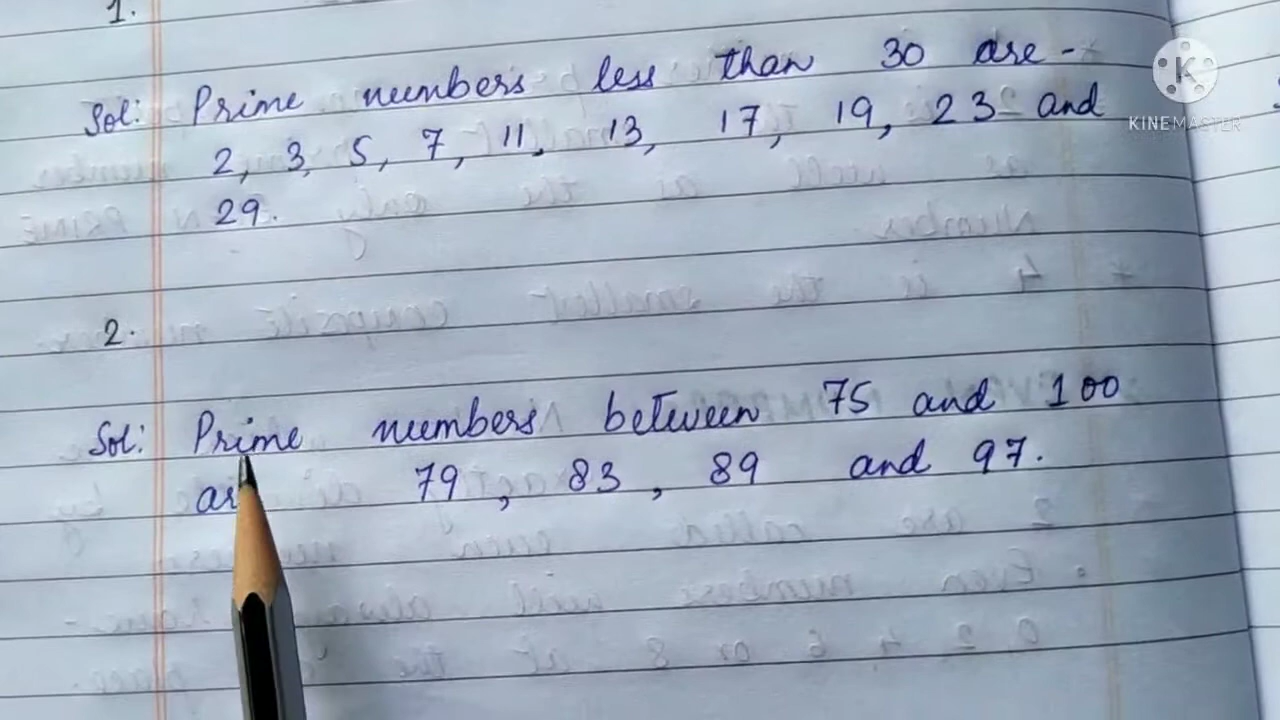 1.
Sol: Prime numbers less than 30 are-
2, 3, 5, 7, 11, 13, 17, 19, 23 and
29.
2.
Sol: Prime numbers between 75 and 100
ar 79, 83, 89 and 97.
K
KINEMASTER